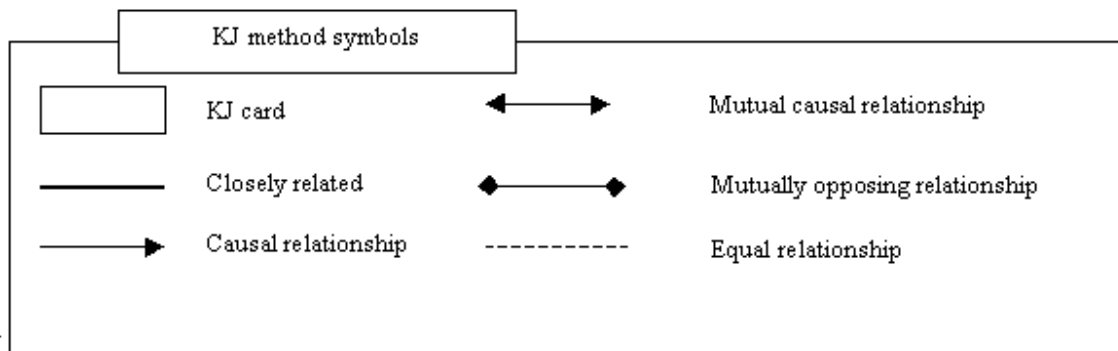 KJ method symbols
KJ card
Mutual causal relationship
Closely related
Mutually opposing relationship
Causal relationship
Equal relationship